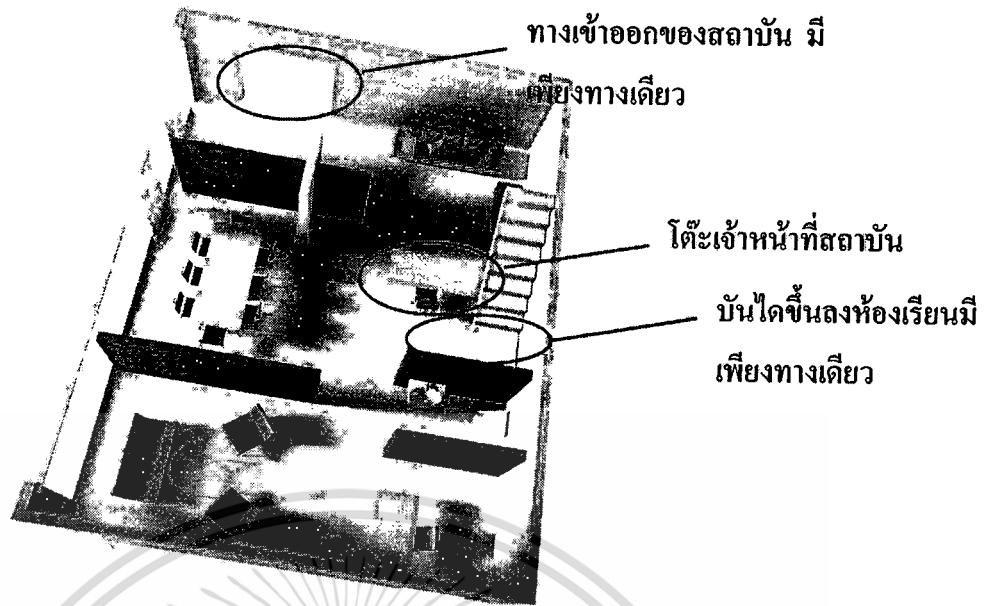 ทางเข้าออกของสถาบัน มี
เพียงทางเดียว
โต๊ะเจ้าหน้าที่สถาบัน
บันไดขึ้นลงห้องเรียนมี
เพียงทางเดียว